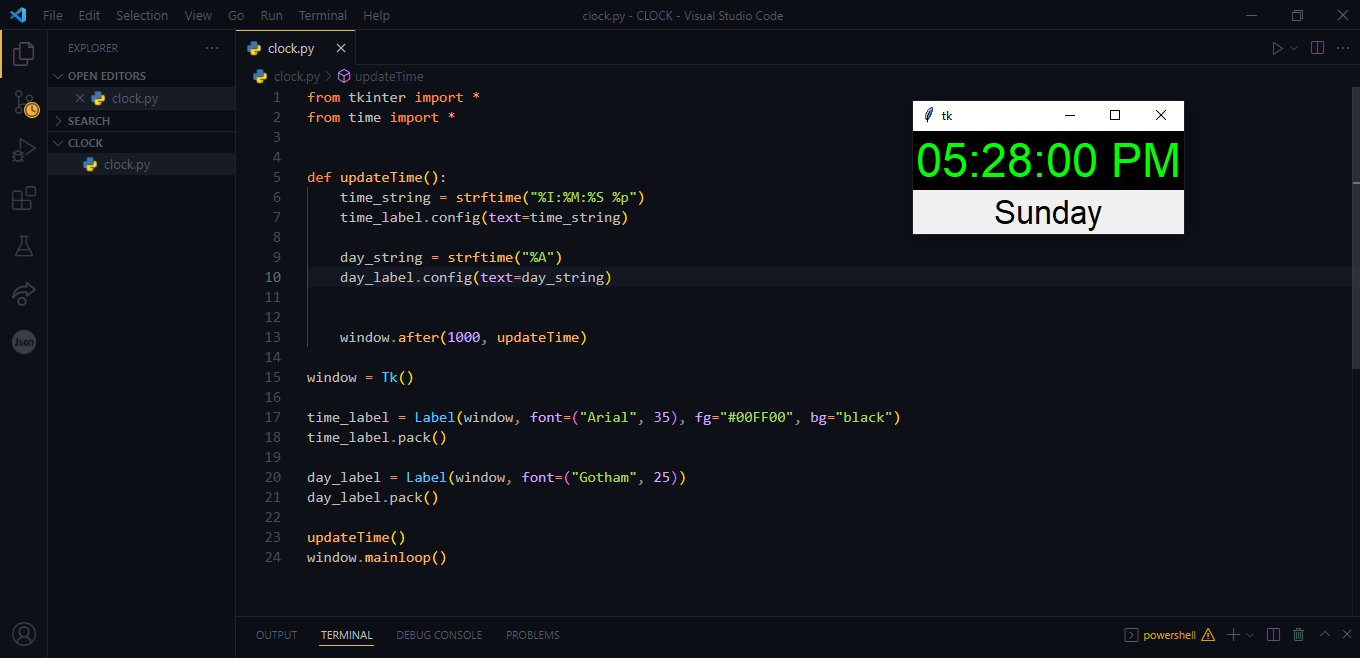 File Edit Selection View Go Run Terminal Help clock.py - CLOCK - Visual Studio Code
EXPLORER ··· clock.py
OPEN EDITORS clock.py > updateTime
clock.py
SEARCH
CLOCK
clock.py
1 from tkinter import *
2 from time import *
3
4
5 def updateTime():
6 time_string = strftime("%I:%M:%S %p")
7 time_label.config(text=time_string)
8
9 day_string = strftime("%A")
10 day_label.config(text=day_string)
11
12
13 window.after(1000, updateTime)
14
15 window = Tk()
16
17 time_label = Label(window, font=("Arial", 35), fg="#00FF00", bg="black")
18 time_label.pack()
19
20 day_label = Label(window, font=("Gotham", 25))
21 day_label.pack()
22
23 updateTime()
24 window.mainloop()
tk
05:28:00 PM
Sunday
Json
OUTPUT TERMINAL DEBUG CONSOLE PROBLEMS powershell